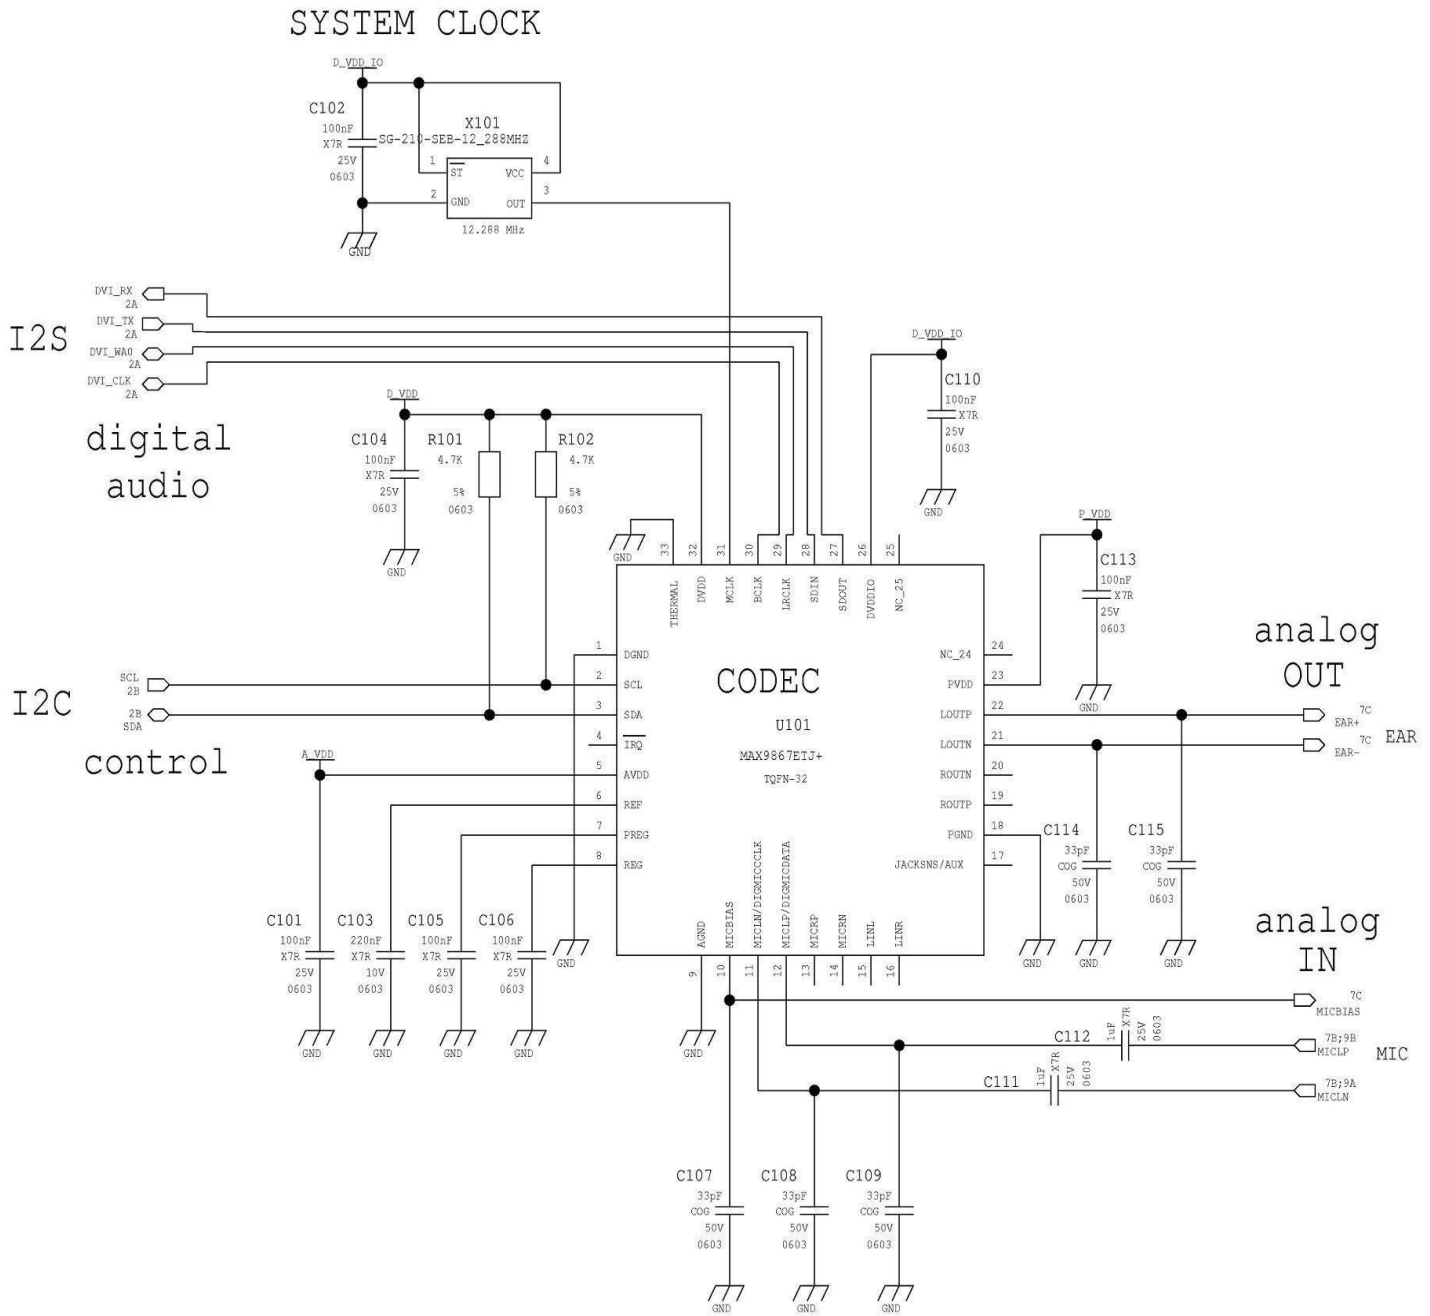 SYSTEM CLOCK
D_VDD_IO
C102
100nF
X7R
25V
0603
X101
SG-210-SEB-12_288MHZ
1
ST
VCC
4
2
GND
OUT
3
12.288 MHz
GND
I2S
DVI_RX
2A
DVI_TX
2A
DVI_WA0
2A
DVI_CLK
2A
digital
audio
D_VDD
C104
100nF
X7R
25V
0603
GND
R101
4.7K
5%
0603
R102
4.7K
5%
0603
D_VDD_IO
C110
100nF
X7R
25V
0603
GND
P_VDD
C113
100nF
X7R
25V
0603
GND
GND
33
32
31
30
29
28
27
26
25
THERMAL
DVDD
MCLK
BCLK
LRCLK
SDIN
SDOUT
DVDDIO
NC_25
I2C
SCL
2B
2B
SDA
control
1
DGND
2
SCL
3
SDA
4
IRQ
5
AVDD
6
REF
7
PREG
8
REG
CODEC
U101
MAX9867ETJ+
TQFN-32
NC_24
24
PVDD
23
LOUTP
22
LOUTN
21
ROUTN
20
ROUTP
19
PGND
18
JACKSNS/AUX
17
AGND
MICBIAS
MICLN/DIGMICCCLK
MICLP/DIGMICDATA
MICRP
MICRN
LINL
LINR
9
10
11
12
13
14
15
16
analog
OUT
7C
EAR+
7C
EAR-
EAR
A_VDD
C101
100nF
X7R
25V
0603
GND
C103
220nF
X7R
10V
0603
GND
C105
100nF
X7R
25V
0603
GND
C106
100nF
X7R
25V
0603
GND
GND
GND
GND
C114
33pF
COG
50V
0603
GND
C115
33pF
COG
50V
0603
GND
analog
IN
7C
MICBIAS
7B;9B
MICLP
MIC
7B;9A
MICLN
C112
1uF
X7R
25V
0603
C111
1uF
X7R
25V
0603
C107
33pF
COG
50V
0603
GND
C108
33pF
COG
50V
0603
GND
C109
33pF
COG
50V
0603
GND